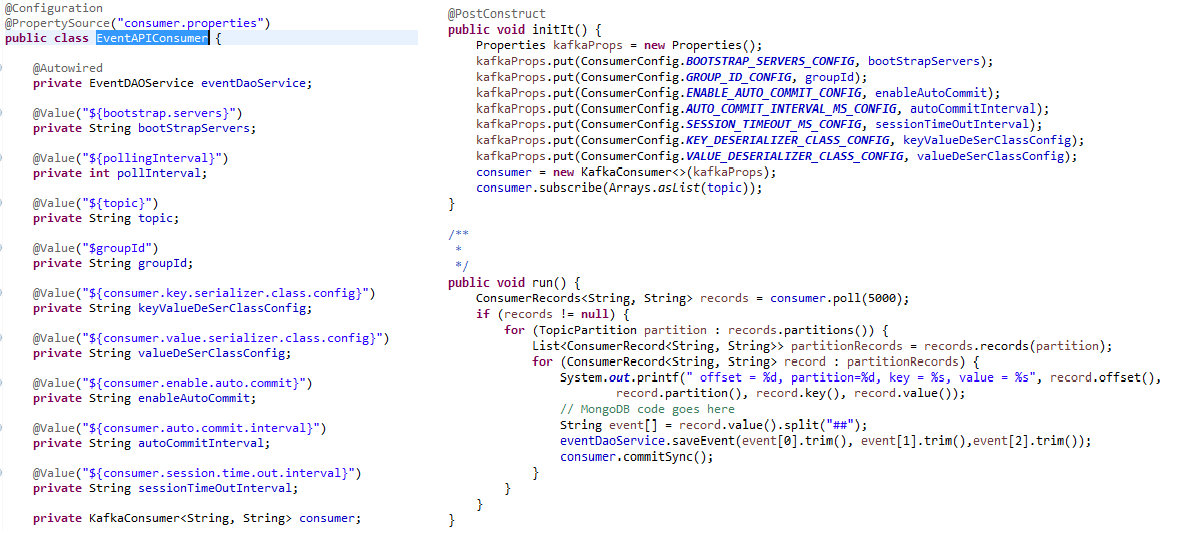 @Configuration
@PropertySource("consumer.properties")
public class EventAPIConsumer {
@Autowired
private EventDAOService eventDaoService;
@Value("${bootstrap.servers}")
private String bootStrapServers;
@Value("${pollingInterval}")
private int pollInterval;
@Value("${topic}")
private String topic;
@Value("$groupId")
private String groupId;
@Value("${consumer.key.serializer.class.config}")
private String keyValueDeSerClassConfig;
@Value("${consumer.value.serializer.class.config}")
private String valueDeSerClassConfig;
@Value("${consumer.enable.auto.commit}")
private String enableAutoCommit;
@Value("${consumer.auto.commit.interval}")
private String autoCommitInterval;
@Value("${consumer.session.time.out.interval}")
private String sessionTimeOutInterval;
private KafkaConsumer<String, String> consumer;
@PostConstruct
public void initIt() {
Properties kafkaProps = new Properties();
kafkaProps.put(ConsumerConfig.BOOTSTRAP_SERVERS_CONFIG, bootStrapServers);
kafkaProps.put(ConsumerConfig.GROUP_ID_CONFIG, groupId);
kafkaProps.put(ConsumerConfig.ENABLE_AUTO_COMMIT_CONFIG, enableAutoCommit);
kafkaProps.put(ConsumerConfig.AUTO_COMMIT_INTERVAL_MS_CONFIG, autoCommitInterval);
kafkaProps.put(ConsumerConfig.SESSION_TIMEOUT_MS_CONFIG, sessionTimeOutInterval);
kafkaProps.put(ConsumerConfig.KEY_DESERIALIZER_CLASS_CONFIG, keyValueDeSerClassConfig);
kafkaProps.put(ConsumerConfig.VALUE_DESERIALIZER_CLASS_CONFIG, valueDeSerClassConfig);
consumer = new KafkaConsumer<>(kafkaProps);
consumer.subscribe(Arrays.asList(topic));
}
/**
*
*/
public void run() {
ConsumerRecords<String, String> records = consumer.poll(5000);
if (records != null) {
for (TopicPartition partition : records.partitions()) {
List<ConsumerRecord<String, String>> partitionRecords = records.records(partition);
for (ConsumerRecord<String, String> record : partitionRecords) {
System.out.printf(" offset = %d, partition=%d, key = %s, value = %s", record.offset(),
record.partition(), record.key(), record.value());
// MongoDB code goes here
String event[] = record.value().split("##");
eventDaoService.saveEvent(event[0].trim(), event[1].trim(),event[2].trim());
consumer.commitSync();
}
}
}
}